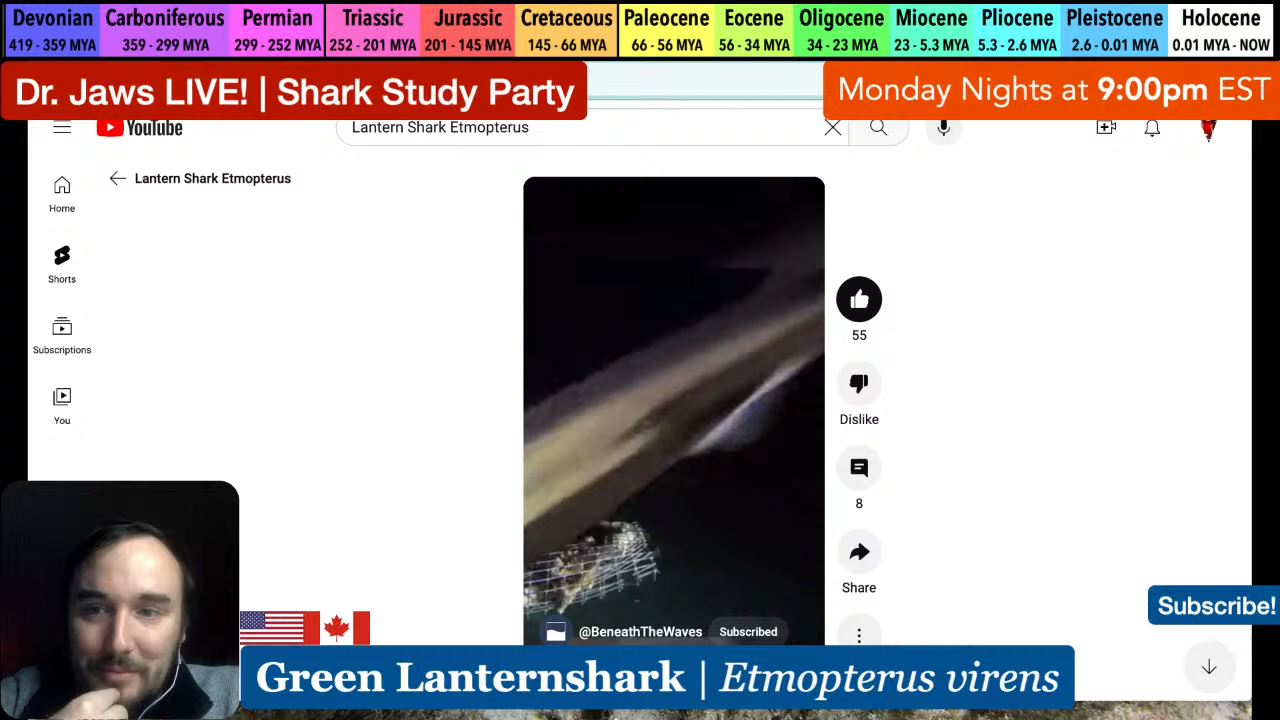 Devonian Carboniferous Permian Triassic Jurassic Cretaceous Paleocene Eocene Oligocene Miocene Pliocene Pleistocene Holocene
419 - 359 MYA 359 - 299 MYA 299 - 252 MYA 252 - 201 MYA 201 - 145 MYA 145 - 66 MYA 66 - 56 MYA 56 - 34 MYA 34 - 23 MYA 23 - 5.3 MYA 5.3 - 2.6 MYA 2.6 - 0.01 MYA 0.01 MYA - NOW
Dr. Jaws LIVE! | Shark Study Party
Monday Nights at 9:00pm EST
YouTube
Lantern Shark Etmopterus
Lantern Shark Etmopterus
Home
Shorts
Subscriptions
You
55
Dislike
8
Share
@BeneathTheWaves Subscribed
Subscribe!
Green Lanternshark | Etmopterus virens